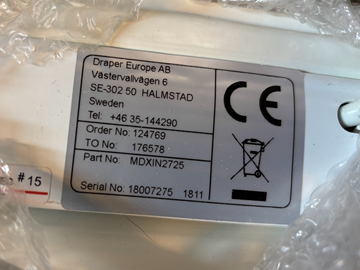 Draper Europe AB
Västervallvägen 6
SE-302 50 HALMSTAD
Sweden
Tel: +46 35-144290
Order No: 124769
TO No: 176578
Part No: MDXIN2725
Serial No. 18007275 1811
CE
#15